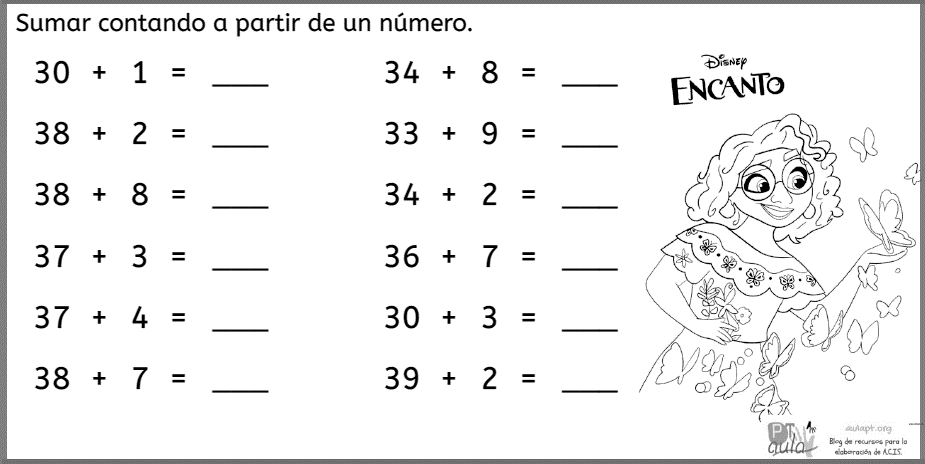 Sumar contando a partir de un número.
30 + 1 = ___
38 + 2 = ___
38 + 8 = ___
37 + 3 = ___
37 + 4 = ___
38 + 7 = ___
34 + 8 = ___
33 + 9 = ___
34 + 2 = ___
36 + 7 = ___
30 + 3 = ___
39 + 2 = ___
Disney
ENCANTO
PT
aula
aulapt.org
Blog de recursos para la
elaboración de A.C.I.S.